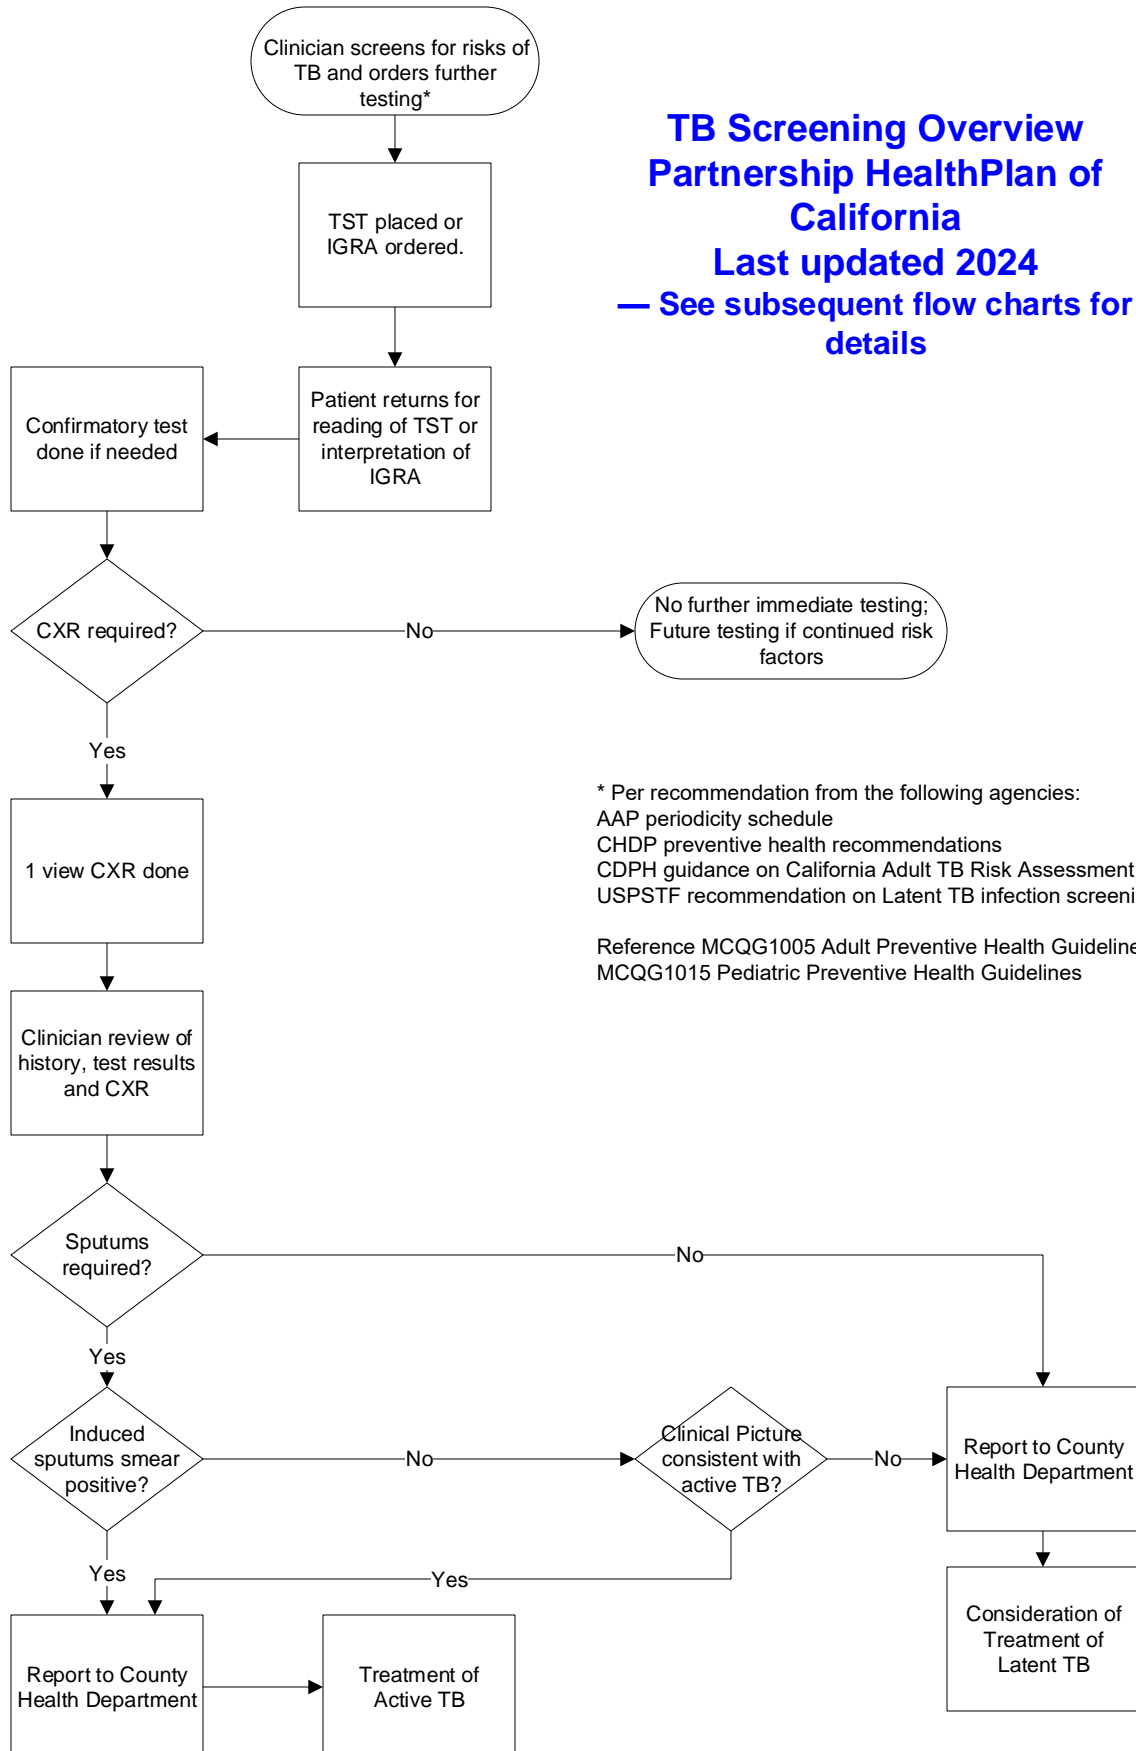 Clinician screens for risks of
TB and orders further
testing*
TB Screening Overview
Partnership HealthPlan of
California
Last updated 2024
— See subsequent flow charts for
details
TST placed or
IGRA ordered.
Patient returns for
reading of TST or
interpretation of
IGRA
Confirmatory test
done if needed
CXR required?
No
No further immediate testing;
Future testing if continued risk
factors
Yes
1 view CXR done
* Per recommendation from the following agencies:
AAP periodicity schedule
CHDP preventive health recommendations
CDPH guidance on California Adult TB Risk Assessment
USPSTF recommendation on Latent TB infection screeni
Reference MCQG1005 Adult Preventive Health Guideline
MCQG1015 Pediatric Preventive Health Guidelines
Clinician review of
history, test results
and CXR
Sputums
required?
No
Yes
Induced
sputums smear
positive?
No
Clinical Picture
consistent with
active TB?
No
Report to County
Health Department
Yes
Yes
Report to County
Health Department
Treatment of
Active TB
Consideration of
Treatment of
Latent TB